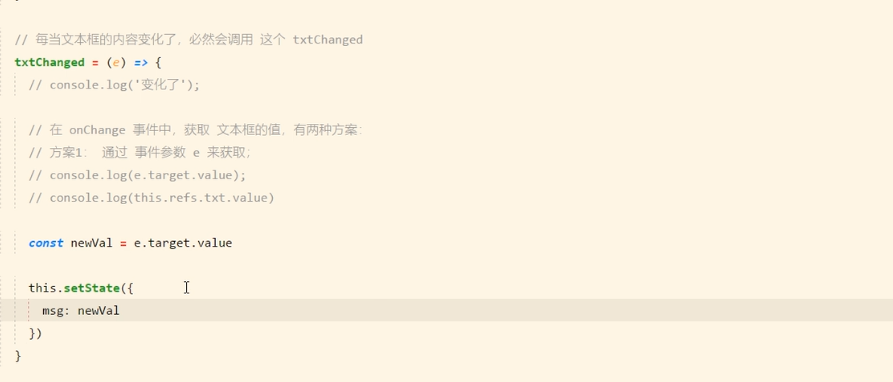 // 每当文本框的内容变化了，必然会调用 这个 txtChanged
txtChanged = (e) => {
// console.log('变化了');
// 在 onChange 事件中，获取 文本框的值，有两种方案：
// 方案1： 通过 事件参数 e 来获取；
// console.log(e.target.value);
// console.log(this.refs.txt.value)
const newVal = e.target.value
this.setState({
msg: newVal
})
}